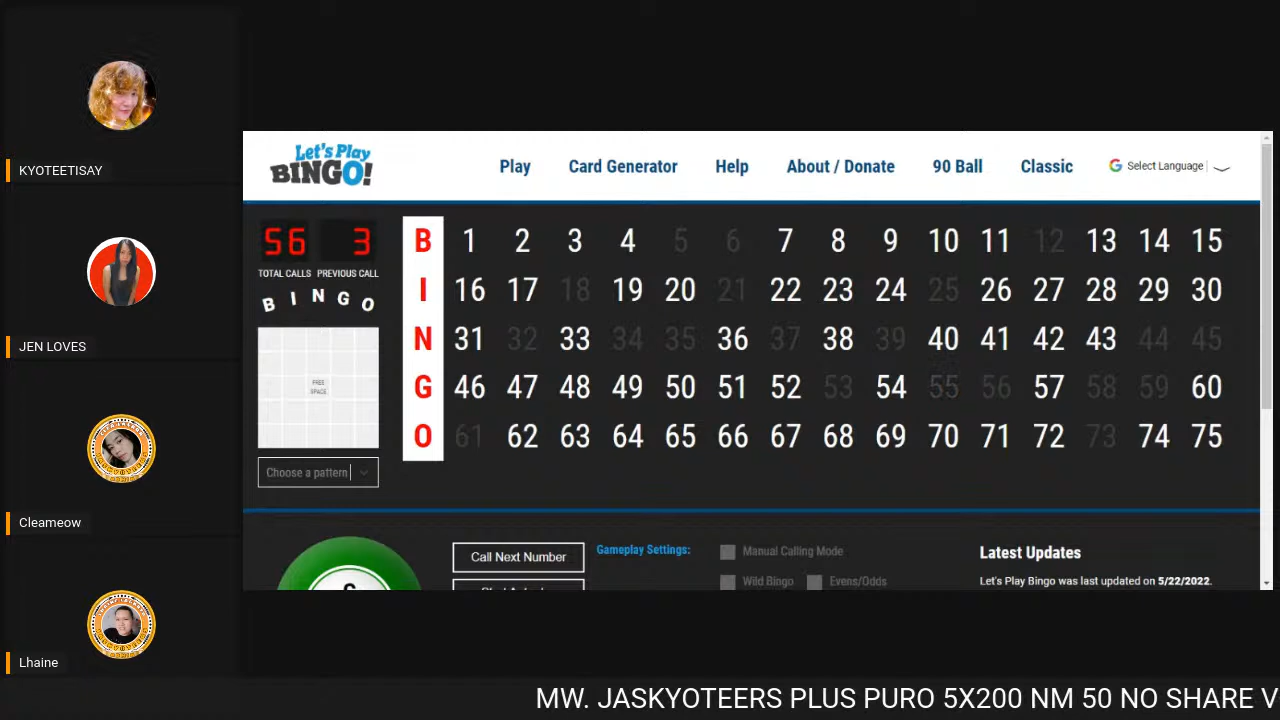 KYOTEETISAY
JEN LOVES
Cleameow
Lhaine
Let's Play
BINGO!
Play Card Generator Help About / Donate 90 Ball Classic G Select Language
56 3
TOTAL CALLS PREVIOUS CALL
B I N G O
FREE
SPACE
Choose a pattern
B 1 2 3 4 5 6 7 8 9 10 11 12 13 14 15
I 16 17 18 19 20 21 22 23 24 25 26 27 28 29 30
N 31 32 33 34 35 36 37 38 39 40 41 42 43 44 45
G 46 47 48 49 50 51 52 53 54 55 56 57 58 59 60
O 61 62 63 64 65 66 67 68 69 70 71 72 73 74 75
Call Next Number
Gameplay Settings:
Manual Calling Mode
Wild Bingo Evens/Odds
Latest Updates
Let's Play Bingo was last updated on 5/22/2022.
MW. JASKYOTEERS PLUS PURO 5X200 NM 50 NO SHARE V